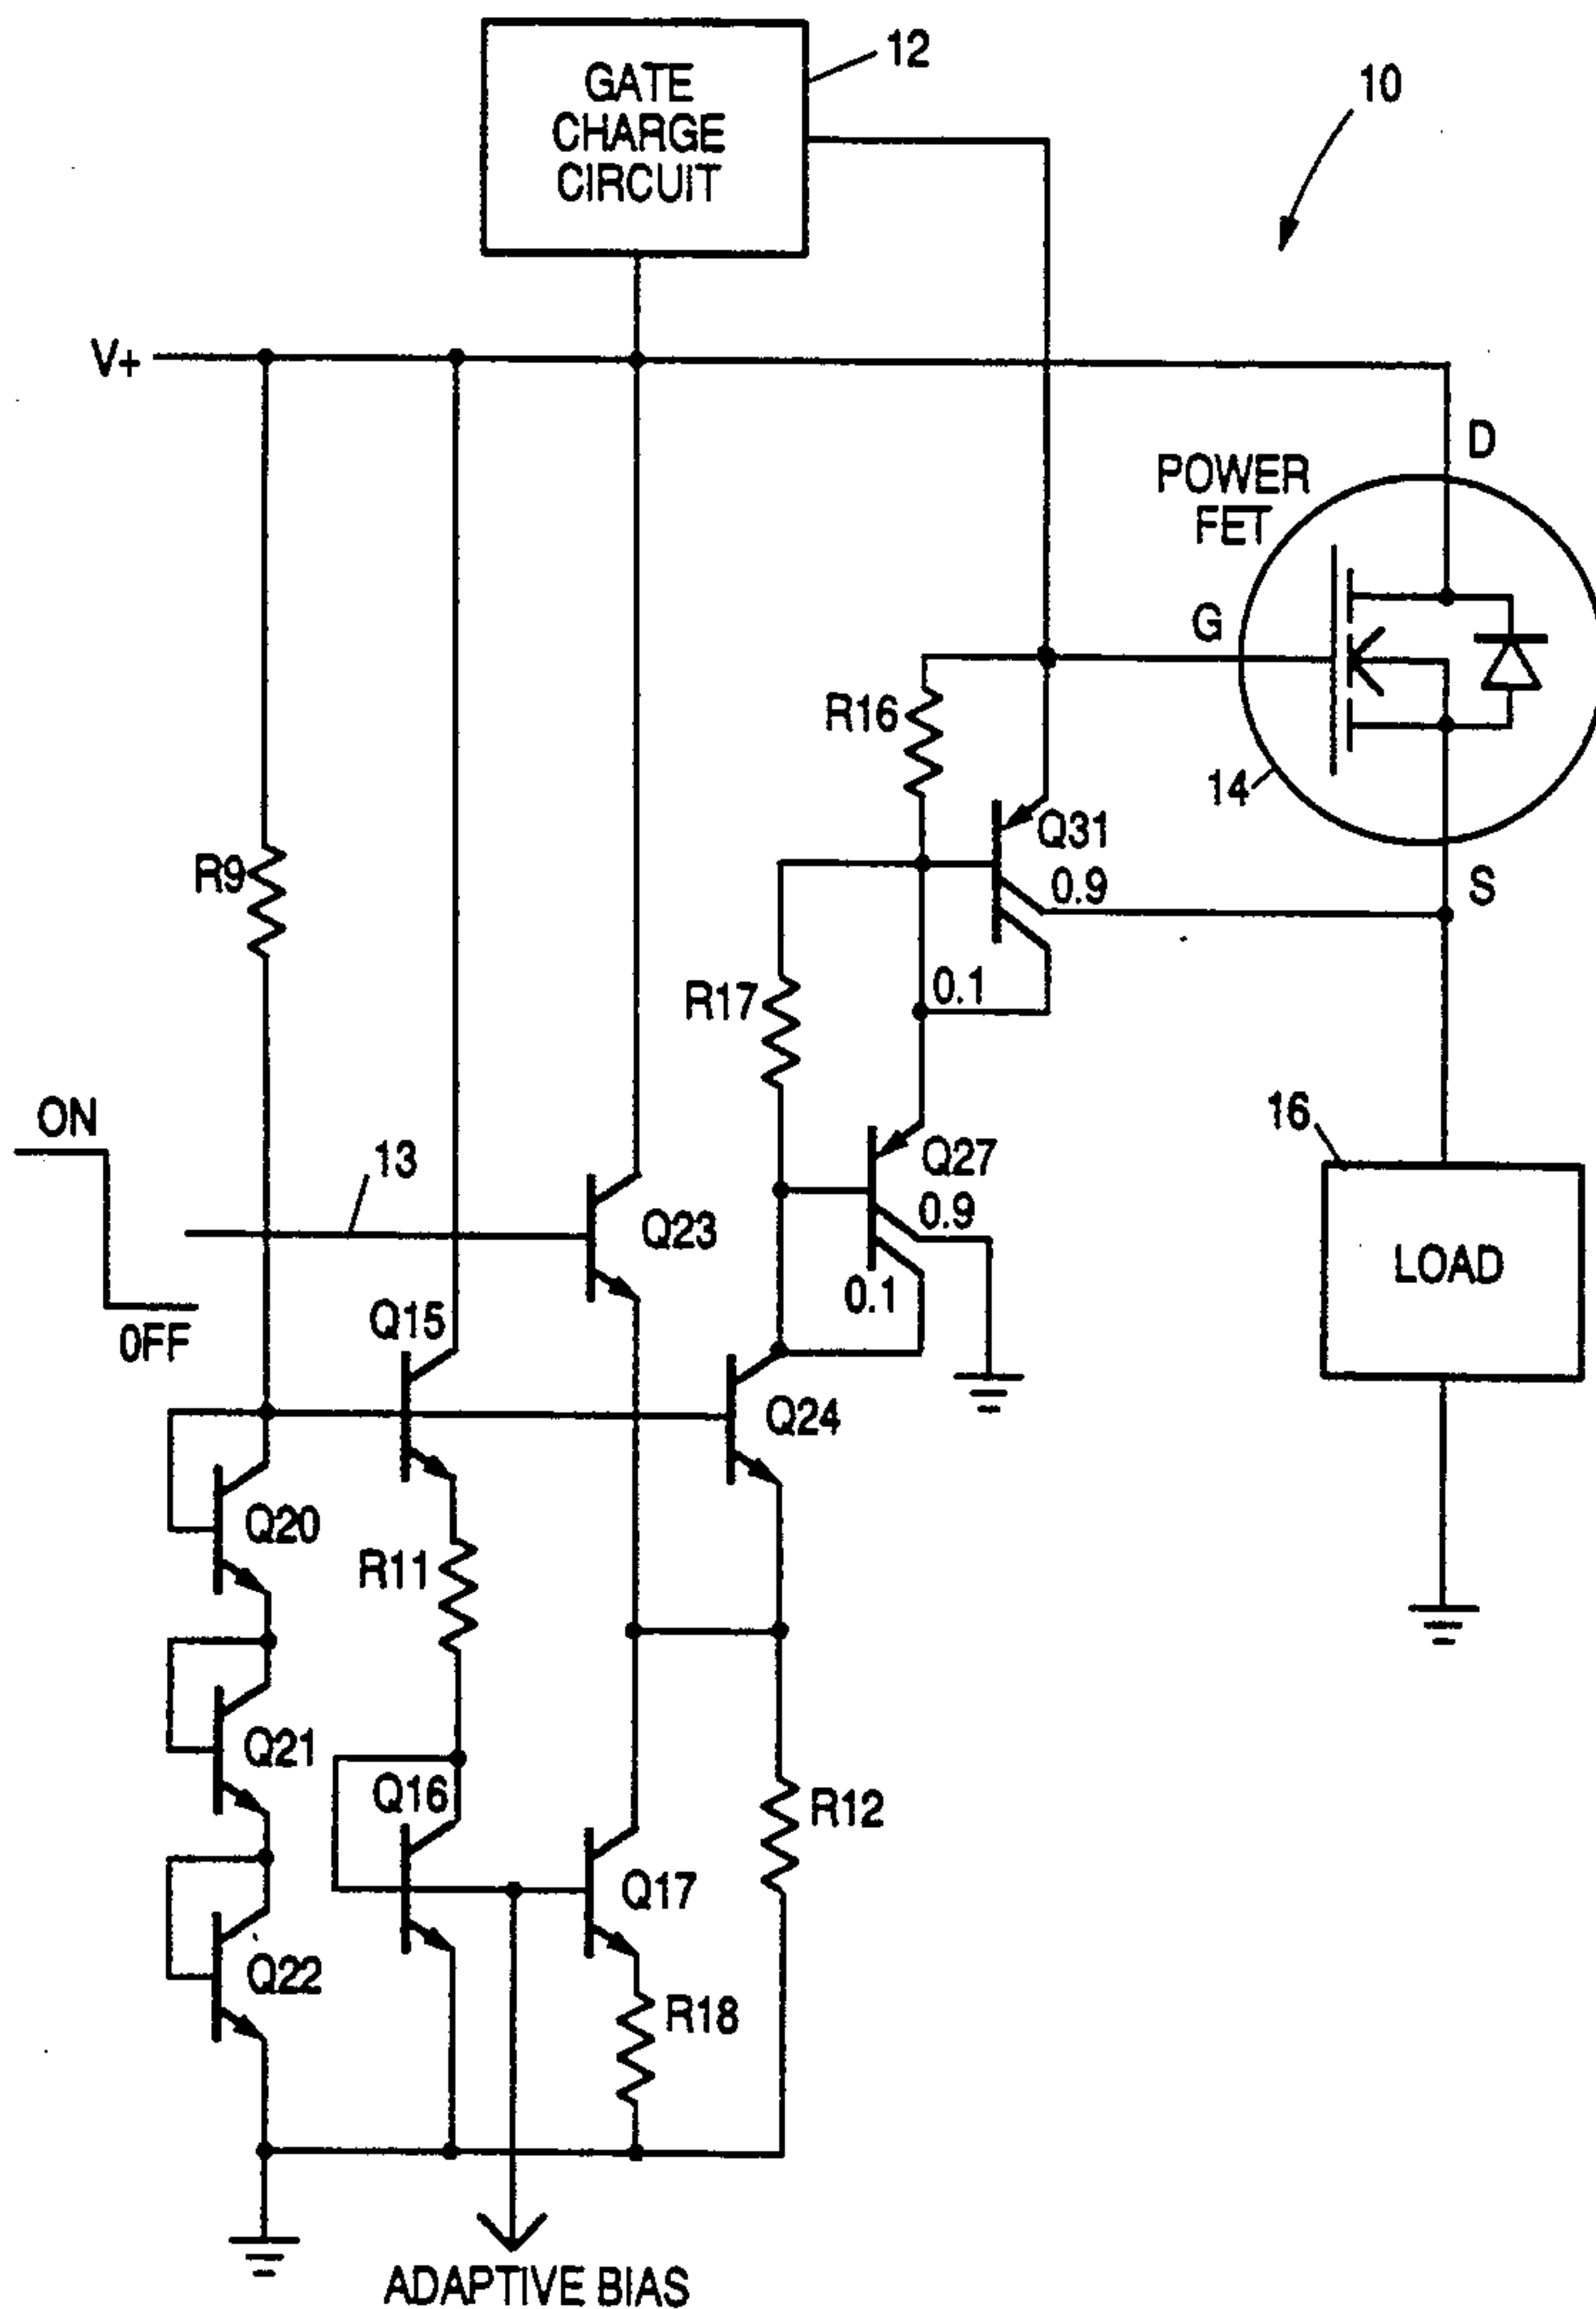 GATE
CHARGE
CIRCUIT
12
10
V+
D
POWER
FET
G
R16
14
Q31
R9
0.9
S
R17
0.1
ON
13
16
Q27
0.9
Q23
LOAD
0.1
Q15
OFF
Q24
Q20
R11
Q21
Q16
R12
Q17
Q22
R18
ADAPTIVE BIAS